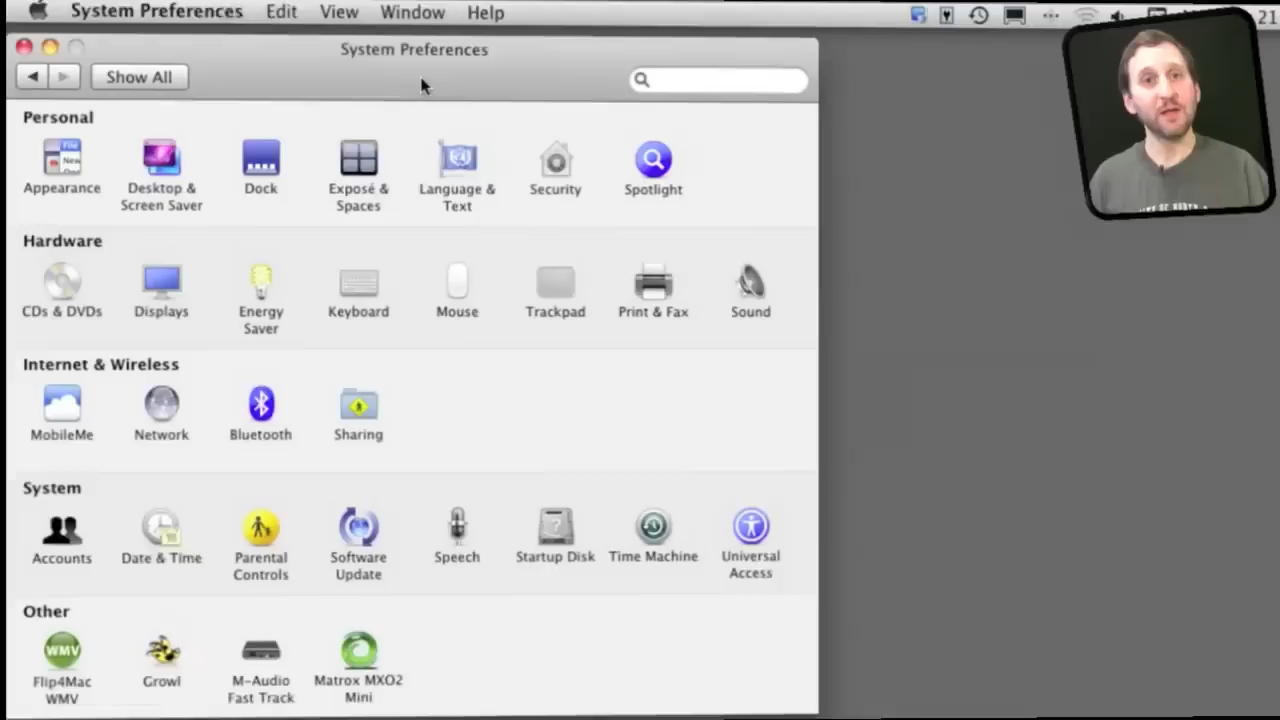 System Preferences Edit View Window Help 21
System Preferences
Show All
Personal
Appearance
Desktop &
Screen Saver
Dock
Exposé &
Spaces
Language &
Text
Security
Spotlight
Hardware
CDs & DVDs
Displays
Energy
Saver
Keyboard
Mouse
Trackpad
Print & Fax
Sound
Internet & Wireless
MobileMe
Network
Bluetooth
Sharing
System
Accounts
Date & Time
Parental
Controls
Software
Update
Speech
Startup Disk
Time Machine
Universal
Access
Other
WMV
Flip4Mac
WMV
Growl
M-Audio
Fast Track
Matrox MXO2
Mini